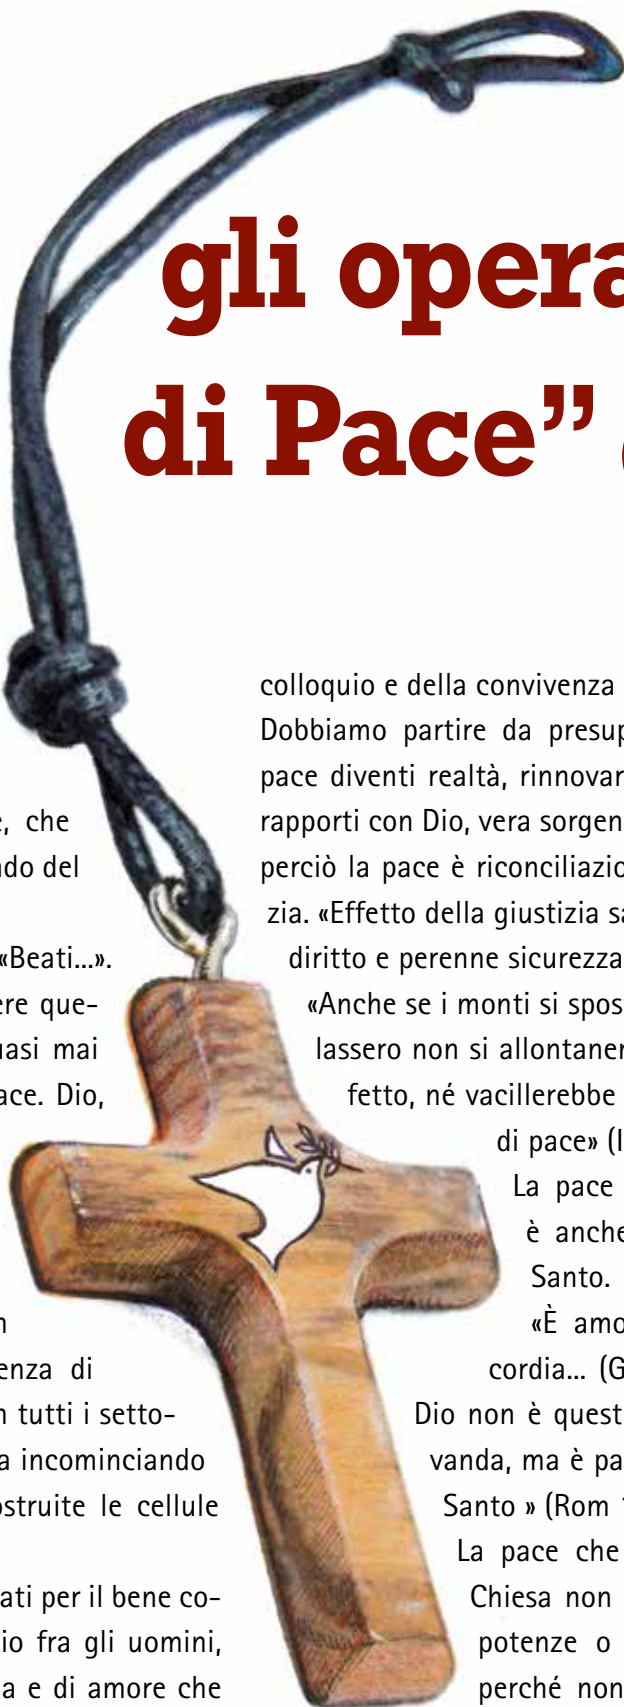 gli opera
di Pace”
e, che
ndo del
«Beati...».
ere que-
uasi mai
ace. Dio,
n
enza di
n tutti i setto-
a incominciando
ostruite le cellule
ati per il bene co-
io fra gli uomini,
a e di amore che
colloquio e della convivenza
Dobbiamo partire da presup
pace diventi realtà, rinnovar
rapporti con Dio, vera sorgen
perciò la pace è riconciliazio
zia. «Effetto della giustizia sa
diritto e perenne sicurezza
«Anche se i monti si spost
lassero non si allontaner
fetto, né vacillerebbe
di pace» (I
La pace
è anche
Santo.
«È amo
cordia... (G
Dio non è quest
vanda, ma è pa
Santo » (Rom 1
La pace che
Chiesa non
potenze o
perché non